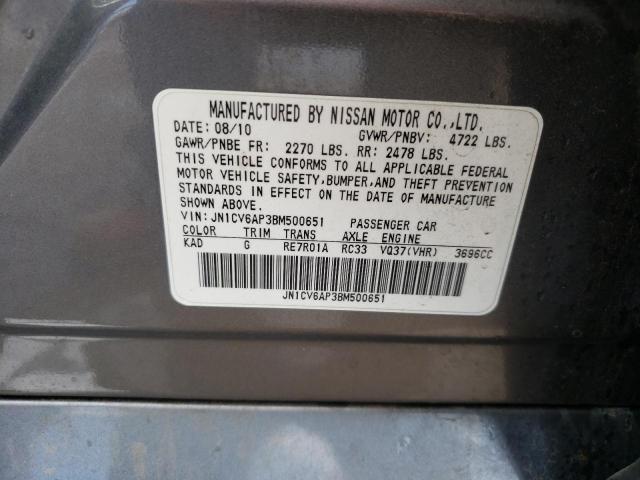 MANUFACTURED BY NISSAN MOTOR CO.,LTD.
DATE: 08/10 GVWR/PNBV: 4722 LBS.
GAWR/PNBE FR: 2270 LBS. RR: 2478 LBS.
THIS VEHICLE CONFORMS TO ALL APPLICABLE FEDERAL
MOTOR VEHICLE SAFETY,BUMPER,AND THEFT PREVENTION
STANDARDS IN EFFECT ON THE DATE OF MANUFACTURE
SHOWN ABOVE.
VIN: JN1CV6AP3BM500651 PASSENGER CAR
COLOR TRIM TRANS AXLE ENGINE
KAD G RE7R01A RC33 VQ37(VHR) 3696CC
JN1CV6AP3BM500651